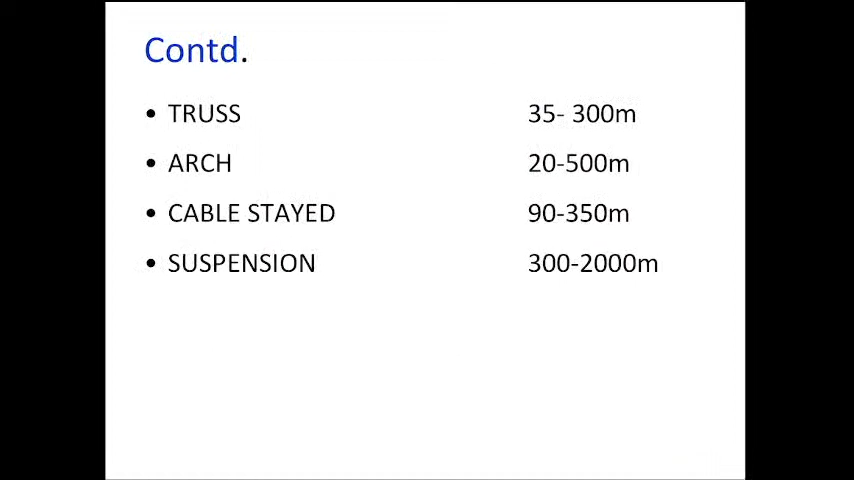 Contd.
• TRUSS 35- 300m
• ARCH 20-500m
• CABLE STAYED 90-350m
• SUSPENSION 300-2000m